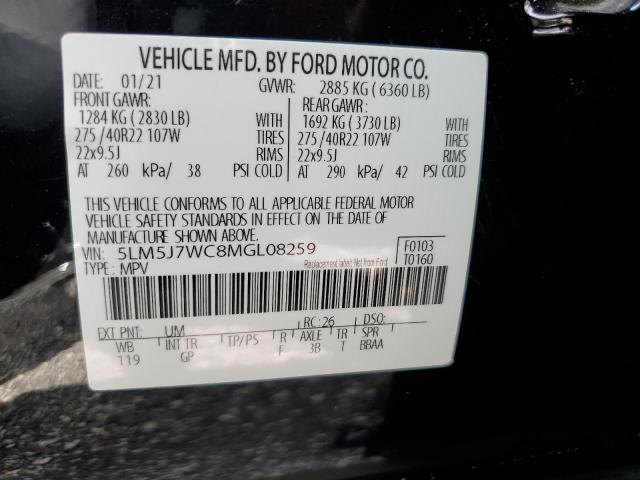 VEHICLE MFD. BY FORD MOTOR CO.
DATE: 01/21 GVWR: 2885 KG ( 6360 LB)
FRONT GAWR: REAR GAWR :
1284 KG ( 2830 LB) WITH 1692 KG ( 3730 LB) WITH
275 /40R22 107W TIRES 275 /40R22 107W TIRES
22x9.5J RIMS 22x9.5J RIMS
AT 260 kPa/ 38 PSI COLD AT 290 kPa/ 42 PSI COLD
THIS VEHICLE CONFORMS TO ALL APPLICABLE FEDERAL MOTOR
VEHICLE SAFETY STANDARDS IN EFFECT ON THE DATE OF
MANUFACTURE SHOWN ABOVE.
VIN: 5LM5J7WC8MGL08259 F0103
TYPE: MPV Replacement label: Not from Ford T0160
EXT PNT: UM RC: 26 DSO:
WB INT TR TP/PS R AXLE TR SPR
119 GP F 3B T BBAA